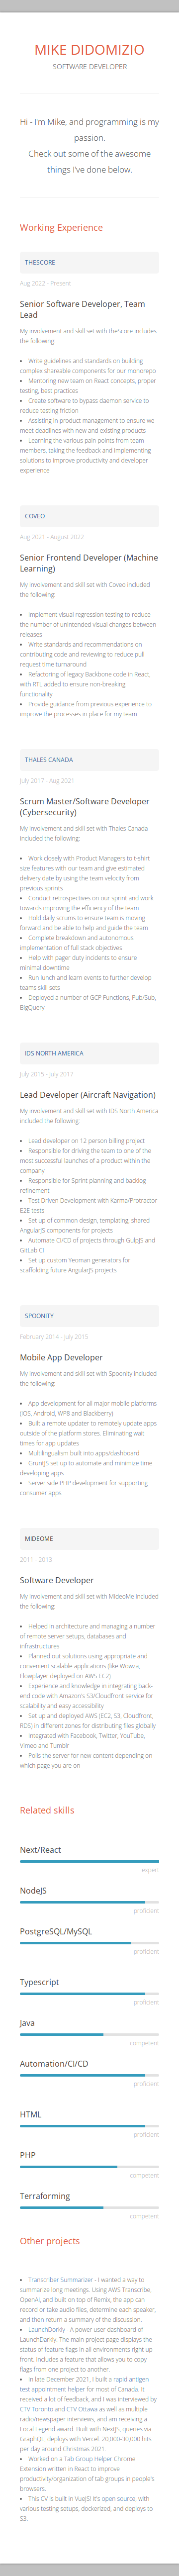 MIKE DIDOMIZIO
SOFTWARE DEVELOPER
Hi - I'm Mike, and programming is my
passion.
Check out some of the awesome
things I've done below.
Working Experience
THESCORE
Aug 2022 - Present
Senior Software Developer, Team
Lead
My involvement and skill set with theScore includes
the following:
• Write guidelines and standards on building
complex shareable components for our monorepo
• Mentoring new team on React concepts, proper
testing, best practices
• Create software to bypass daemon service to
reduce testing friction
• Assisting in product management to ensure we
meet deadlines with new and existing products
• Learning the various pain points from team
members, taking the feedback and implementing
solutions to improve productivity and developer
experience
COVEO
Aug 2021 - August 2022
Senior Frontend Developer (Machine
Learning)
My involvement and skill set with Coveo included
the following:
• Implement visual regression testing to reduce
the number of unintended visual changes between
releases
• Write standards and recommendations on
contributing code and reviewing to reduce pull
request time turnaround
• Refactoring of legacy Backbone code in React,
with RTL added to ensure non-breaking
functionality
• Provide guidance from previous experience to
improve the processes in place for my team
THALES CANADA
July 2017 - Aug 2021
Scrum Master/Software Developer
(Cybersecurity)
My involvement and skill set with Thales Canada
included the following:
• Work closely with Product Managers to t-shirt
size features with our team and give estimated
delivery date by using the team velocity from
previous sprints
• Conduct retrospectives on our sprint and work
towards improving the efficiency of the team
• Hold daily scrums to ensure team is moving
forward and be able to help and guide the team
• Complete breakdown and autonomous
implementation of full stack objectives
• Help with pager duty incidents to ensure
minimal downtime
• Run lunch and learn events to further develop
teams skill sets
• Deployed a number of GCP Functions, Pub/Sub,
BigQuery
IDS NORTH AMERICA
July 2015 - July 2017
Lead Developer (Aircraft Navigation)
My involvement and skill set with IDS North America
included the following:
• Lead developer on 12 person billing project
• Responsible for driving the team to one of the
most successful launches of a product within the
company
• Responsible for Sprint planning and backlog
refinement
• Test Driven Development with Karma/Protractor
E2E tests
• Set up of common design, templating, shared
AngularJS components for projects
• Automate CI/CD of projects through GulpJS and
GitLab CI
• Set up custom Yeoman generators for
scaffolding future AngularJS projects
SPOONITY
February 2014 - July 2015
Mobile App Developer
My involvement and skill set with Spoonity included
the following:
• App development for all major mobile platforms
(iOS, Android, WP8 and Blackberry)
• Built a remote updater to remotely update apps
outside of the platform stores. Eliminating wait
times for app updates
• Multilingualism built into apps/dashboard
• GruntJS set up to automate and minimize time
developing apps
• Server side PHP development for supporting
consumer apps
MIDEOME
2011 - 2013
Software Developer
My involvement and skill set with MideoMe included
the following:
• Helped in architecture and managing a number
of remote server setups, databases and
infrastructures
• Planned out solutions using appropriate and
convenient scalable applications (like Wowza,
Flowplayer deployed on AWS EC2)
• Experience and knowledge in integrating back-
end code with Amazon's S3/Cloudfront service for
scalability and easy accessibility
• Set up and deployed AWS (EC2, S3, Cloudfront,
RDS) in different zones for distributing files globally
• Integrated with Facebook, Twitter, YouTube,
Vimeo and Tumblr
• Polls the server for new content depending on
which page you are on
Related skills
Next/React
expert
NodeJS
proficient
PostgreSQL/MySQL
proficient
Typescript
proficient
Java
competent
Automation/CI/CD
proficient
HTML
proficient
PHP
competent
Terraforming
competent
Other projects
• Transcriber Summarizer - I wanted a way to
summarize long meetings. Using AWS Transcribe,
OpenAI, and built on top of Remix, the app can
record or take audio files, determine each speaker,
and then return a summary of the discussion.
• LaunchDorkly - A power user dashboard of
LaunchDarkly. The main project page displays the
status of feature flags in all environments right up
front. Includes a feature that allows you to copy
flags from one project to another.
• In late December 2021, I built a rapid antigen
test appointment helper for most of Canada. It
received a lot of feedback, and I was interviewed by
CTV Toronto and CTV Ottawa as well as multiple
radio/newspaper interviews, and am receiving a
Local Legend award. Built with NextJS, queries via
GraphQL, deploys with Vercel. 20,000-30,000 hits
per day around Christmas 2021.
• Worked on a Tab Group Helper Chrome
Extension written in React to improve
productivity/organization of tab groups in people's
browsers.
• This CV is built in VueJS! It's open source, with
various testing setups, dockerized, and deploys to
S3.